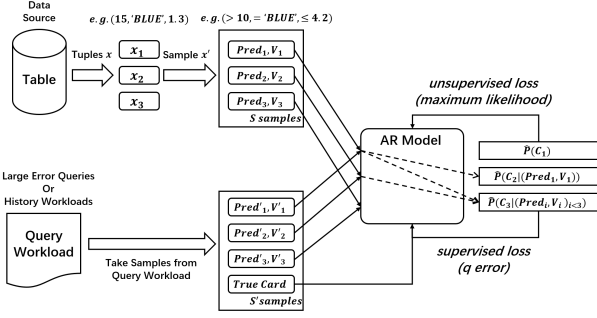 Data
Source
e.g.(15,'BLUE',1.3)
e.g.(> 10,= 'BLUE',≤ 4.2)
Table
Tuples x
x₁
x₂
x₃
Sample x′
Pred₁,V₁
Pred₂,V₂
Pred₃,V₃
S samples
unsupervised loss
(maximum likelihood)
AR Model
P̂(C₁)
P̂(C₂|(Pred₁,V₁))
P̂(C₃|(Predᵢ,Vᵢ)ᵢ<₃)
supervised loss
(q error)
Large Error Queries
Or
History Workloads
Query
Workload
Take Samples from
Query Workload
Pred′₁,V′₁
Pred′₂,V′₂
Pred′₃,V′₃
True Card
S′samples